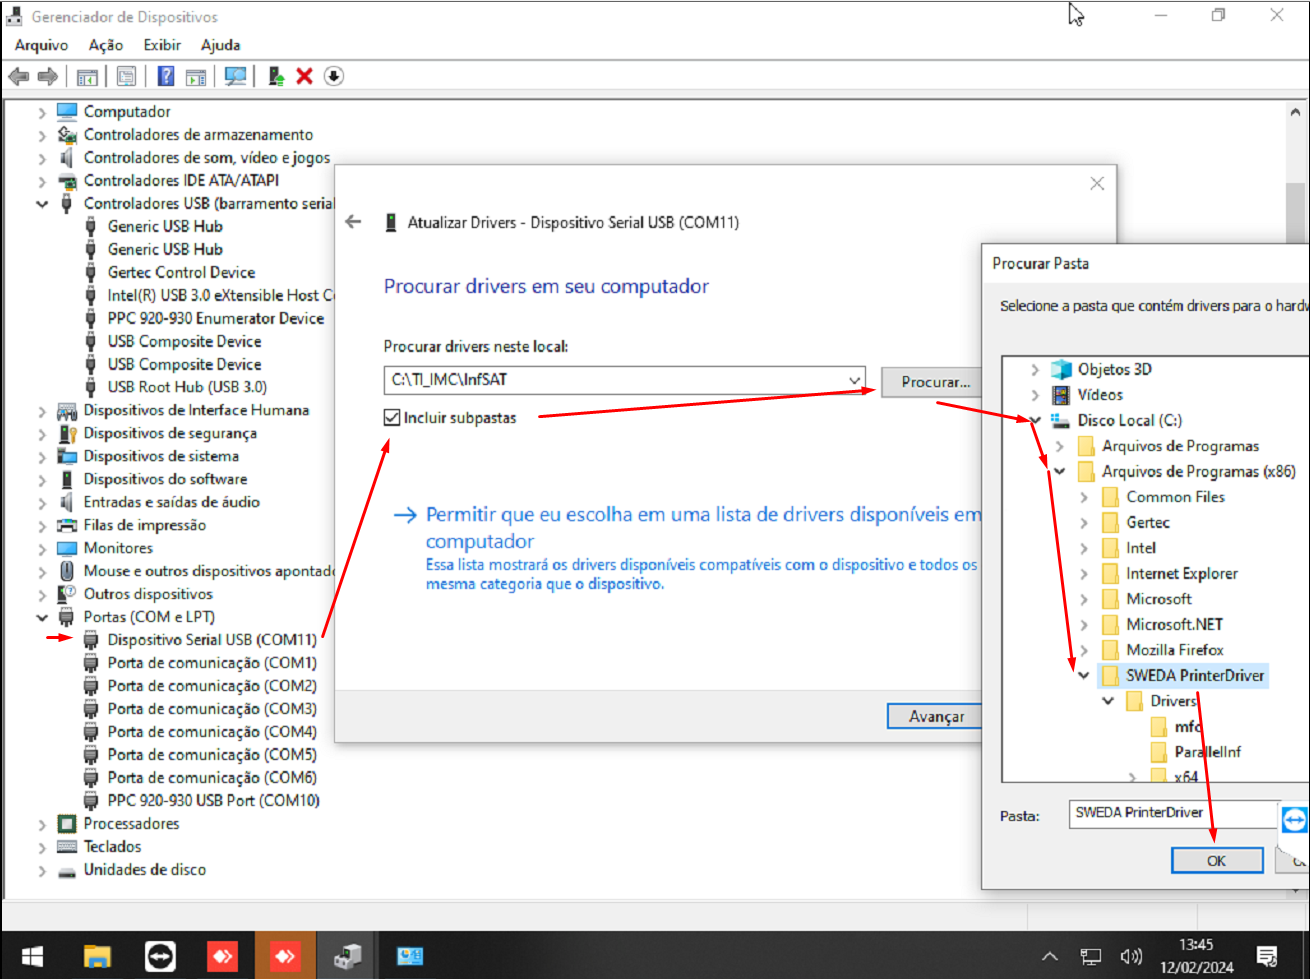 Gerenciador de Dispositivos
Arquivo Ação Exibir Ajuda
Computador
Controladores de armazenamento
Controladores de som, vídeo e jogos
Controladores IDE ATA/ATAPI
Controladores USB (barramento serial
Generic USB Hub
Generic USB Hub
Gertec Control Device
Intel(R) USB 3.0 eXtensible Host C
PPC 920-930 Enumerator Device
USB Composite Device
USB Composite Device
USB Root Hub (USB 3.0)
Dispositivos de Interface Humana
Dispositivos de segurança
Dispositivos de sistema
Dispositivos do software
Entradas e saídas de áudio
Filas de impressão
Monitores
Mouse e outros dispositivos apontad
Outros dispositivos
Portas (COM e LPT)
Dispositivo Serial USB (COM11)
Porta de comunicação (COM1)
Porta de comunicação (COM2)
Porta de comunicação (COM3)
Porta de comunicação (COM4)
Porta de comunicação (COM5)
Porta de comunicação (COM6)
PPC 920-930 USB Port (COM10)
Processadores
Teclados
Unidades de disco
Atualizar Drivers - Dispositivo Serial USB (COM11)
Procurar drivers em seu computador
Procurar drivers neste local:
C:\TI_IMC\InfSAT
Procurar...
Incluir subpastas
Permitir que eu escolha em uma lista de drivers disponíveis em
computador
Essa lista mostrará os drivers disponíveis compatíveis com o dispositivo e todos os
mesma categoria que o dispositivo.
Avançar
Procurar Pasta
Selecione a pasta que contém drivers para o hardw
Objetos 3D
Vídeos
Disco Local (C:)
Arquivos de Programas
Arquivos de Programas (x86)
Common Files
Gertec
Intel
Internet Explorer
Microsoft
Microsoft.NET
Mozilla Firefox
SWEDA PrinterDriver
Drivers
mfc
ParallelInf
x64
Pasta: SWEDA PrinterDriver
OK
13:45
12/02/2024